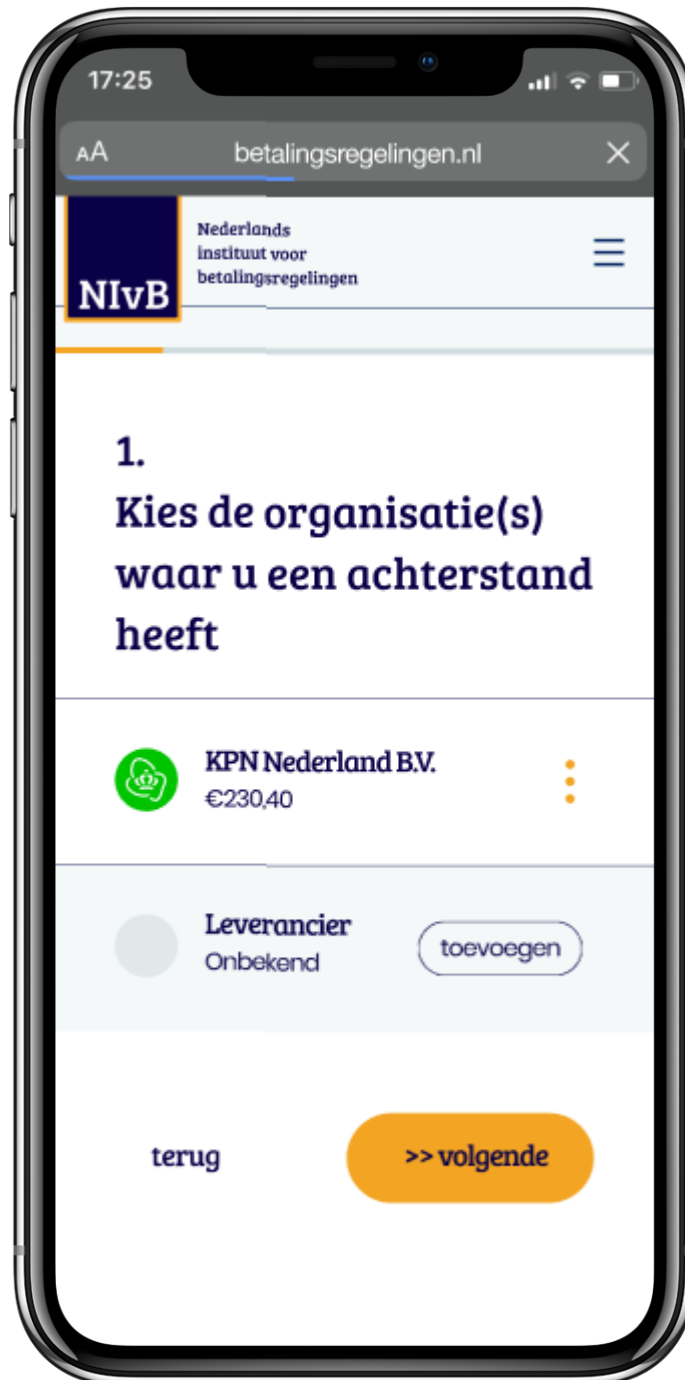 17:25
AA betalingsregelingen.nl
NIvB
Nederlands
instituut voor
betalingsregelingen
1.
Kies de organisatie(s)
waar u een achterstand
heeft
KPN Nederland B.V.
€230,40
Leverancier
Onbekend
toevoegen
terug
>> volgende